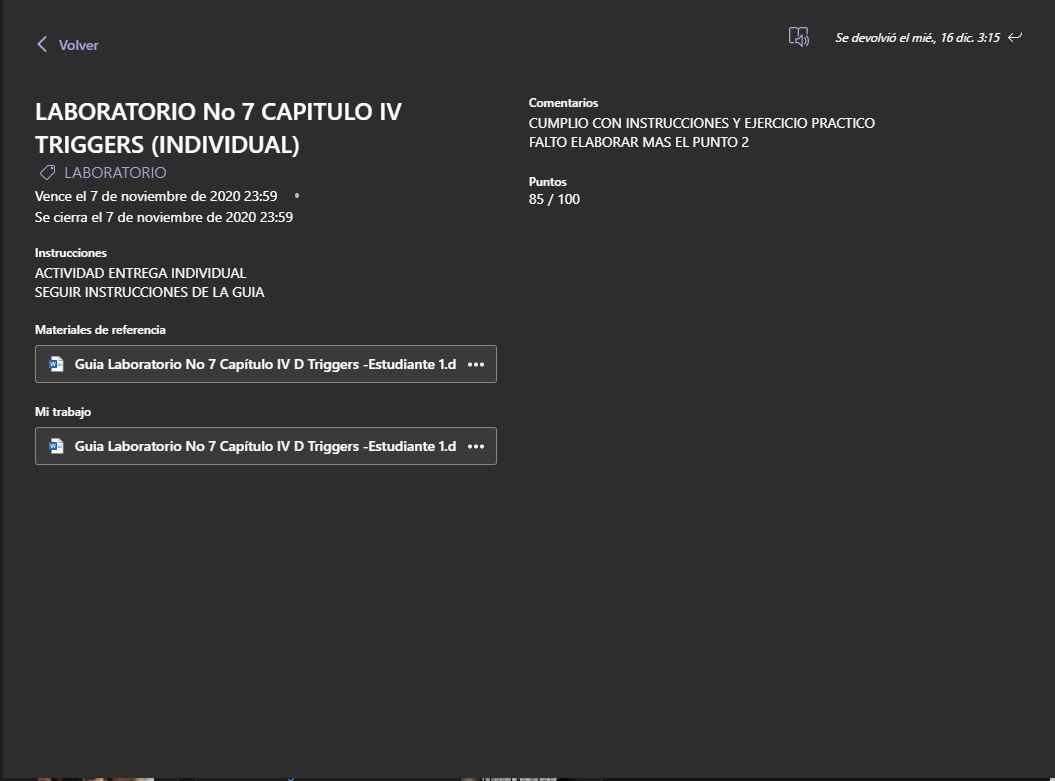 Volver
Se devolvió el mié., 16 dic. 3:15
LABORATORIO No 7 CAPITULO IV
TRIGGERS (INDIVIDUAL)
LABORATORIO
Vence el 7 de noviembre de 2020 23:59 •
Se cierra el 7 de noviembre de 2020 23:59
Instrucciones
ACTIVIDAD ENTREGA INDIVIDUAL
SEGUIR INSTRUCCIONES DE LA GUIA
Materiales de referencia
Guia Laboratorio No 7 Capítulo IV D Triggers -Estudiante 1.d •••
Mi trabajo
Guia Laboratorio No 7 Capítulo IV D Triggers -Estudiante 1.d •••
Comentarios
CUMPLIO CON INSTRUCCIONES Y EJERCICIO PRACTICO
FALTO ELABORAR MAS EL PUNTO 2
Puntos
85 / 100